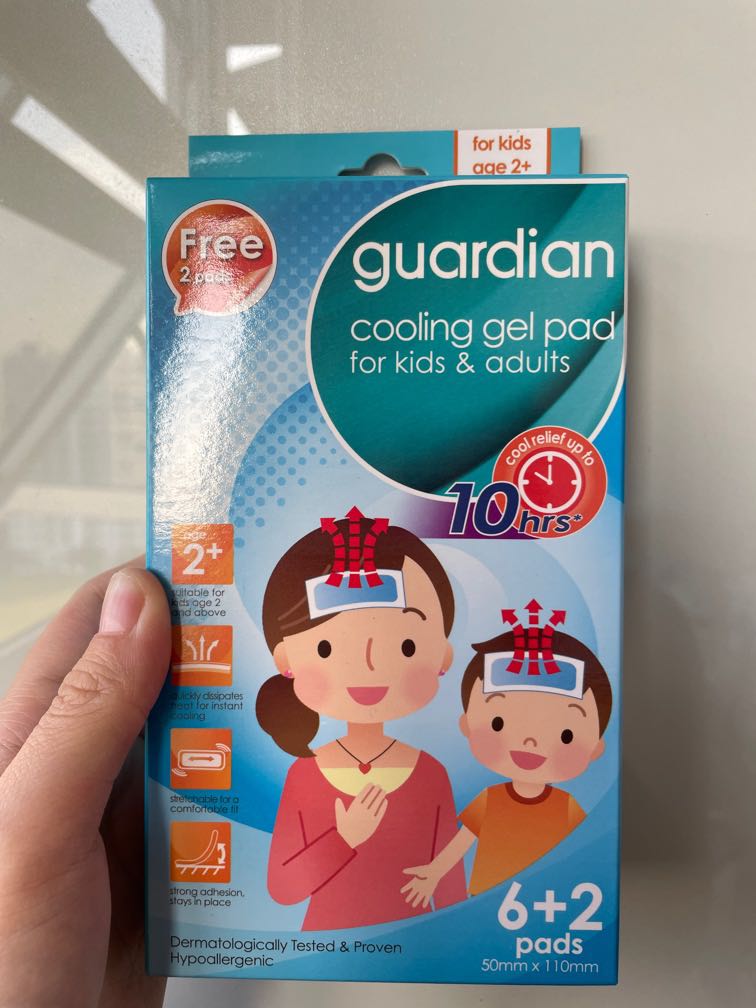 for kids
age 2+
Free
2 pads
guardian
cooling gel pad
for kids & adults
cool relief up to
10hrs*
age
2+
suitable for
kids age 2
and above
quickly dissipates
heat for instant
cooling
stretchable for a
comfortable fit
strong adhesion,
stays in place
6+2
pads
50mm x 110mm
Dermatologically Tested & Proven
Hypoallergenic